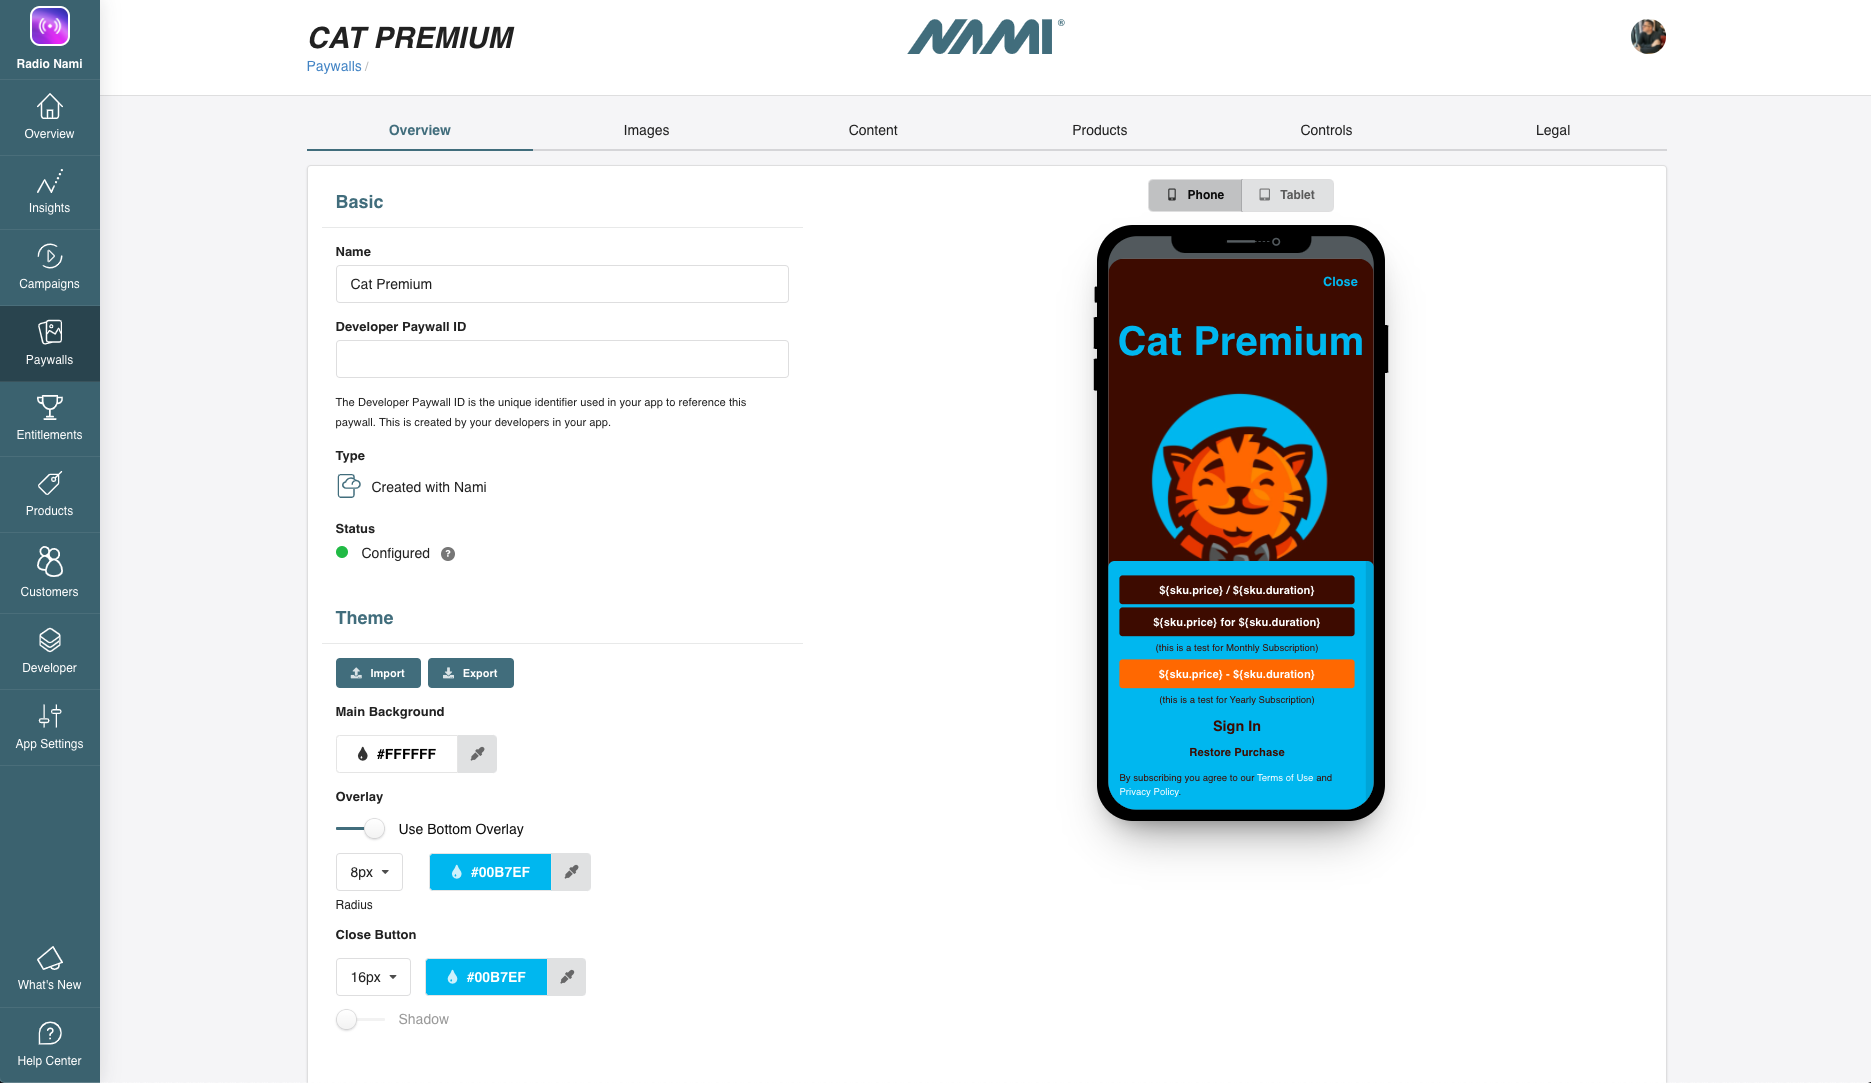 Radio Nami
Overview
Insights
Campaigns
Paywalls
Entitlements
Products
Customers
Developer
App Settings
What's New
Help Center
CAT PREMIUM
Paywalls /
NAMI®
Overview
Images
Content
Products
Controls
Legal
Basic
Name
Cat Premium
Developer Paywall ID
The Developer Paywall ID is the unique identifier used in your app to reference this
paywall. This is created by your developers in your app.
Type
Created with Nami
Status
Configured ?
Theme
Import
Export
Main Background
#FFFFFF
Overlay
Use Bottom Overlay
8px
#00B7EF
Radius
Close Button
16px
#00B7EF
Shadow
Phone
Tablet
Close
Cat Premium
${sku.price} / ${sku.duration}
${sku.price} for ${sku.duration}
(this is a test for Monthly Subscription)
${sku.price} - ${sku.duration}
(this is a test for Yearly Subscription)
Sign In
Restore Purchase
By subscribing you agree to our Terms of Use and
Privacy Policy.